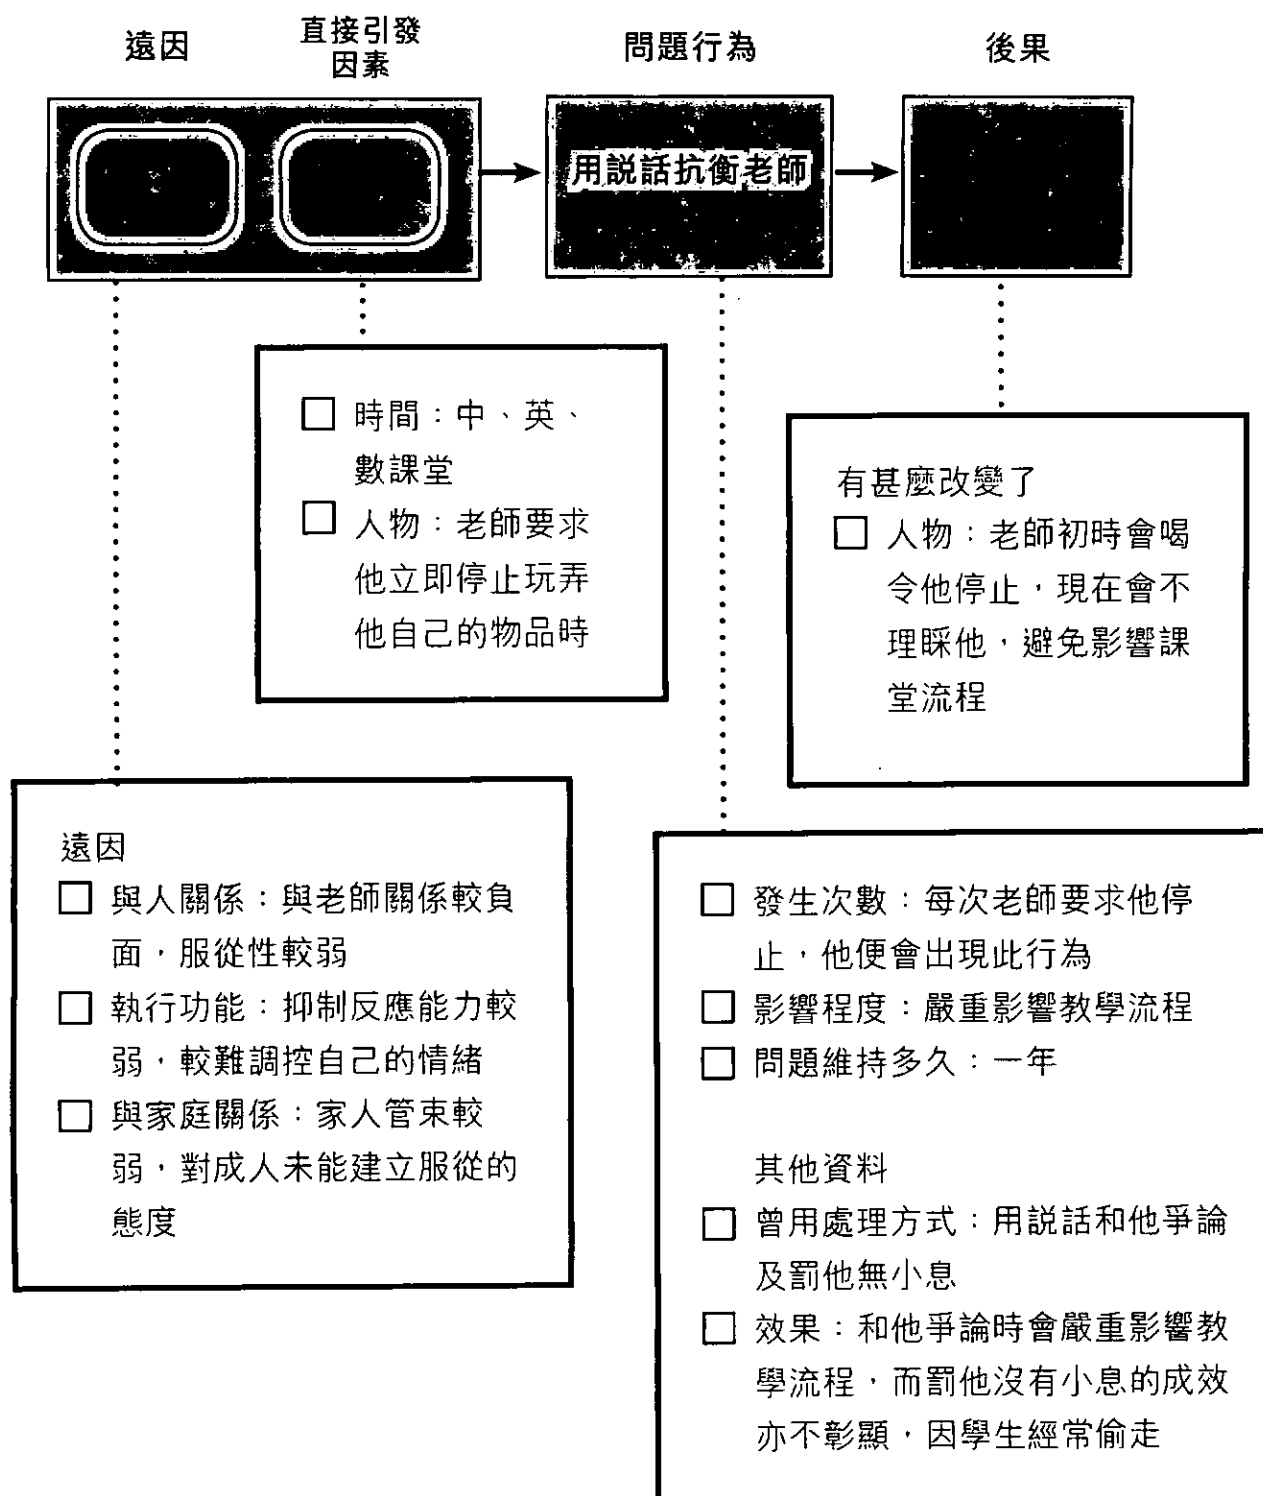 遠因
直接引發
因素
問題行為
後果
用説話抗衡老師
□ 時間：中、英、
數課堂
□ 人物：老師要求
他立即停止玩弄
他自己的物品時
有甚麼改變了
□ 人物：老師初時會喝
令他停止，現在會不
理睬他，避免影響課
堂流程
遠因
□ 與人關係：與老師關係較負
面，服從性較弱
□ 執行功能：抑制反應能力較
弱，較難調控自己的情緒
□ 與家庭關係：家人管束較
弱，對成人未能建立服從的
態度
□ 發生次數：每次老師要求他停
止，他便會出現此行為
□ 影響程度：嚴重影響教學流程
□ 問題維持多久：一年
其他資料
□ 曾用處理方式：用説話和他爭論
及罰他無小息
□ 效果：和他爭論時會嚴重影響教
學流程，而罰他沒有小息的成效
亦不彰顯，因學生經常偷走